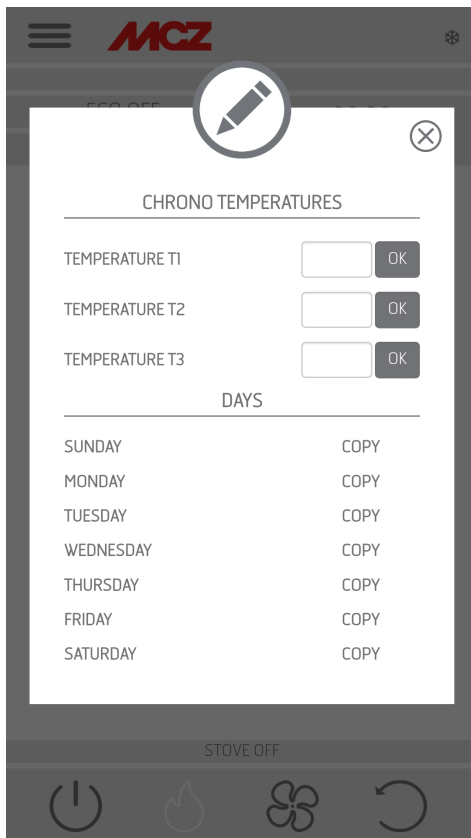 MCZ
CHRONO TEMPERATURES
TEMPERATURE T1 OK
TEMPERATURE T2 OK
TEMPERATURE T3 OK
DAYS
SUNDAY COPY
MONDAY COPY
TUESDAY COPY
WEDNESDAY COPY
THURSDAY COPY
FRIDAY COPY
SATURDAY COPY
STOVE OFF